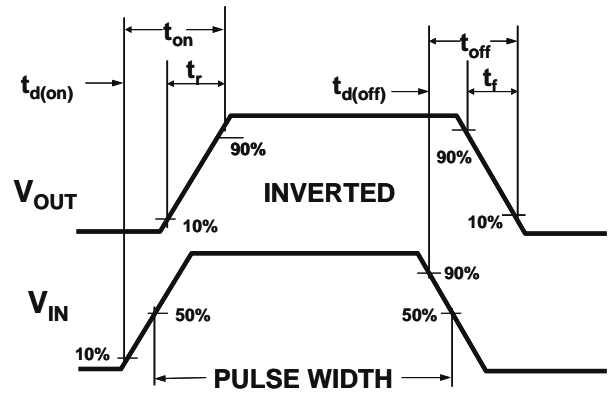 t_on
t_off
t_d(on)
t_r
t_d(off)
t_f
90%
90%
V_OUT
INVERTED
10%
10%
90%
V_IN
50%
50%
10%
PULSE WIDTH